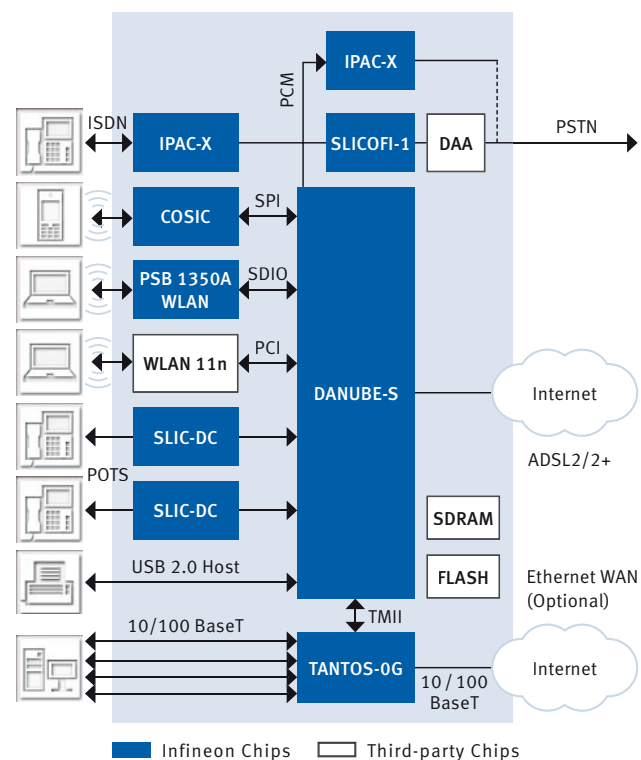 IPAC-X
PCM
ISDN
IPAC-X
SLICOFI-1
DAA
PSTN
COSIC
SPI
PSB 1350A
WLAN
SDIO
WLAN 11n
PCI
DANUBE-S
Internet
ADSL2/2+
SLIC-DC
POTS
SLIC-DC
SDRAM
USB 2.0 Host
FLASH
Ethernet WAN
(Optional)
TMII
10/100 BaseT
TANTOS-0G
10 / 100
BaseT
Internet
Infineon Chips
Third-party Chips